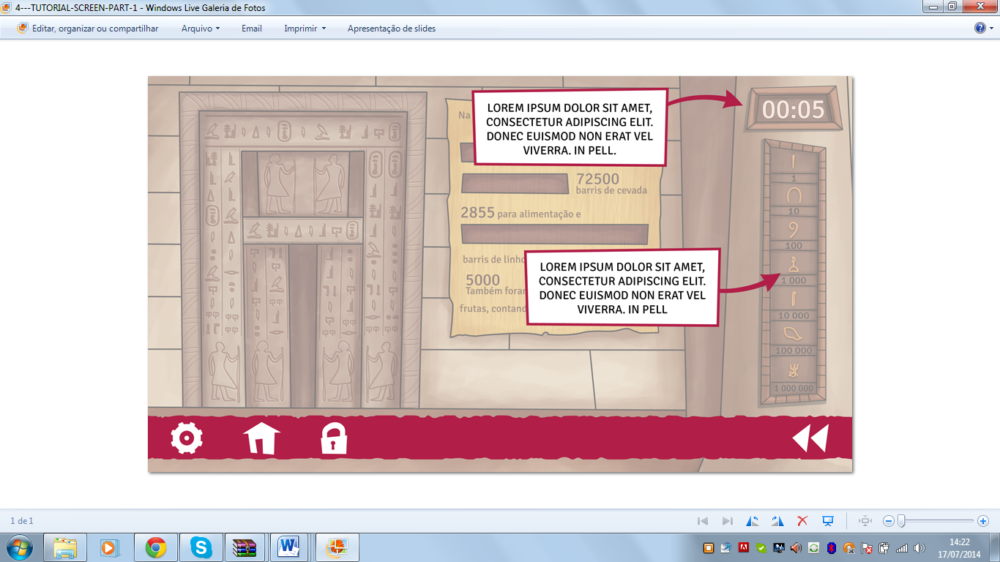 4---TUTORIAL-SCREEN-PART-1 - Windows Live Galeria de Fotos
Editar, organizar ou compartilhar Arquivo Email Imprimir Apresentação de slides
LOREM IPSUM DOLOR SIT AMET,
CONSECTETUR ADIPISCING ELIT.
DONEC EUISMOD NON ERAT VEL
VIVERRA. IN PELL.
00:05
Na
72500
barris de cevada
2855 para alimentação e
barris de linho
5000
Também foram
frutas, contand
LOREM IPSUM DOLOR SIT AMET,
CONSECTETUR ADIPISCING ELIT.
DONEC EUISMOD NON ERAT VEL
VIVERRA. IN PELL
1
10
100
1 000
10 000
100 000
1 000 000
1 de1
14:22
17/07/2014